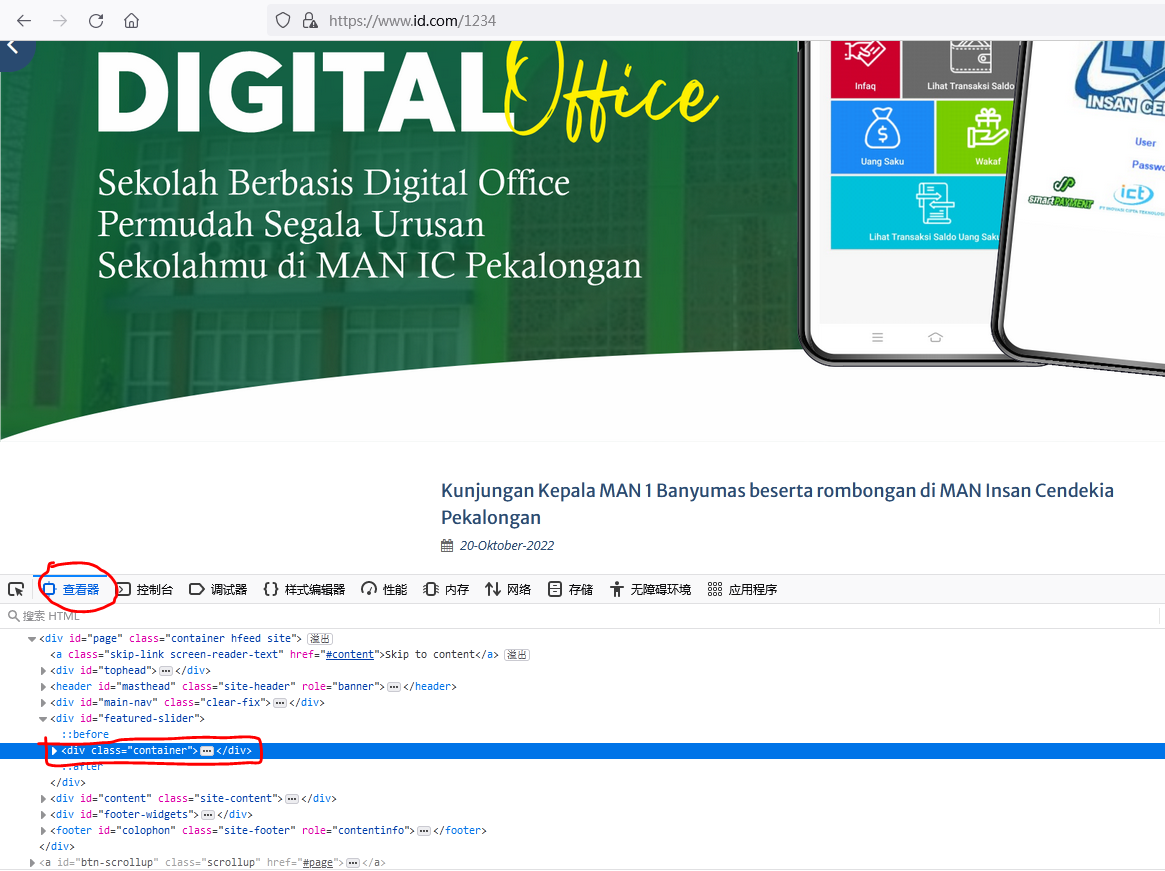 https://www.id.com/1234
DIGITAL Office
Sekolah Berbasis Digital Office
Permudah Segala Urusan
Sekolahmu di MAN IC Pekalongan
Infaq
Lihat Transaksi Saldo
Uang Saku
Wakaf
Lihat Transaksi Saldo Uang Saku
INSAN CE
User
Passwo
smart PAYMENT
ict
Kunjungan Kepala MAN 1 Banyumas beserta rombongan di MAN Insan Cendekia
Pekalongan
20-Oktober-2022
查看器 控制台 调试器 样式编辑器 性能 内存 网络 存储 无障碍环境 应用程序
搜索 HTML
<div id="page" class="container hfeed site"> 溢出
<a class="skip-link screen-reader-text" href="#content">Skip to content</a> 溢出
<div id="tophead"> ••• </div>
<header id="masthead" class="site-header" role="banner"> ••• </header>
<div id="main-nav" class="clear-fix"> ••• </div>
<div id="featured-slider">
::before
<div class="container"> ••• </div>
::after
</div>
<div id="content" class="site-content"> ••• </div>
<div id="footer-widgets"> ••• </div>
<footer id="colophon" class="site-footer" role="contentinfo"> ••• </footer>
</div>
<a id="btn-scrollup" class="scrollup" href="#page"> ••• </a>